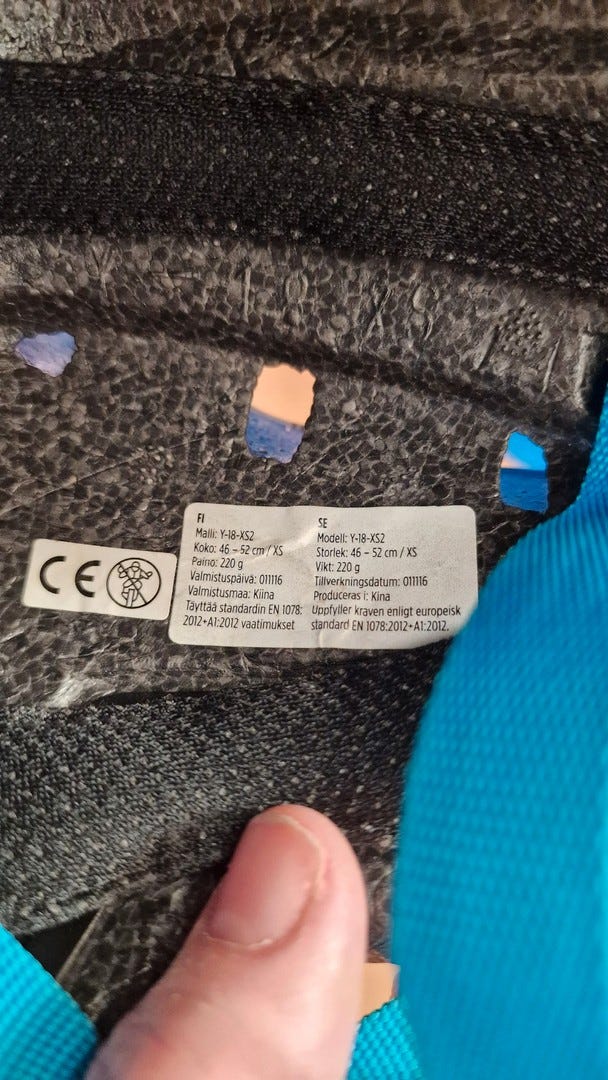 CE
FI
Malli: Y-18-XS2
Koko: 46 – 52 cm / XS
Paino: 220 g
Valmistuspäivä: 011116
Valmistusmaa: Kiina
Täyttää standardin EN 1078:
2012+A1:2012 vaatimukset
SE
Modell: Y-18-XS2
Storlek: 46 – 52 cm / XS
Vikt: 220 g
Tillverkningsdatum: 011116
Produceras i: Kina
Uppfyller kraven enligt europeisk
standard EN 1078:2012+A1:2012.